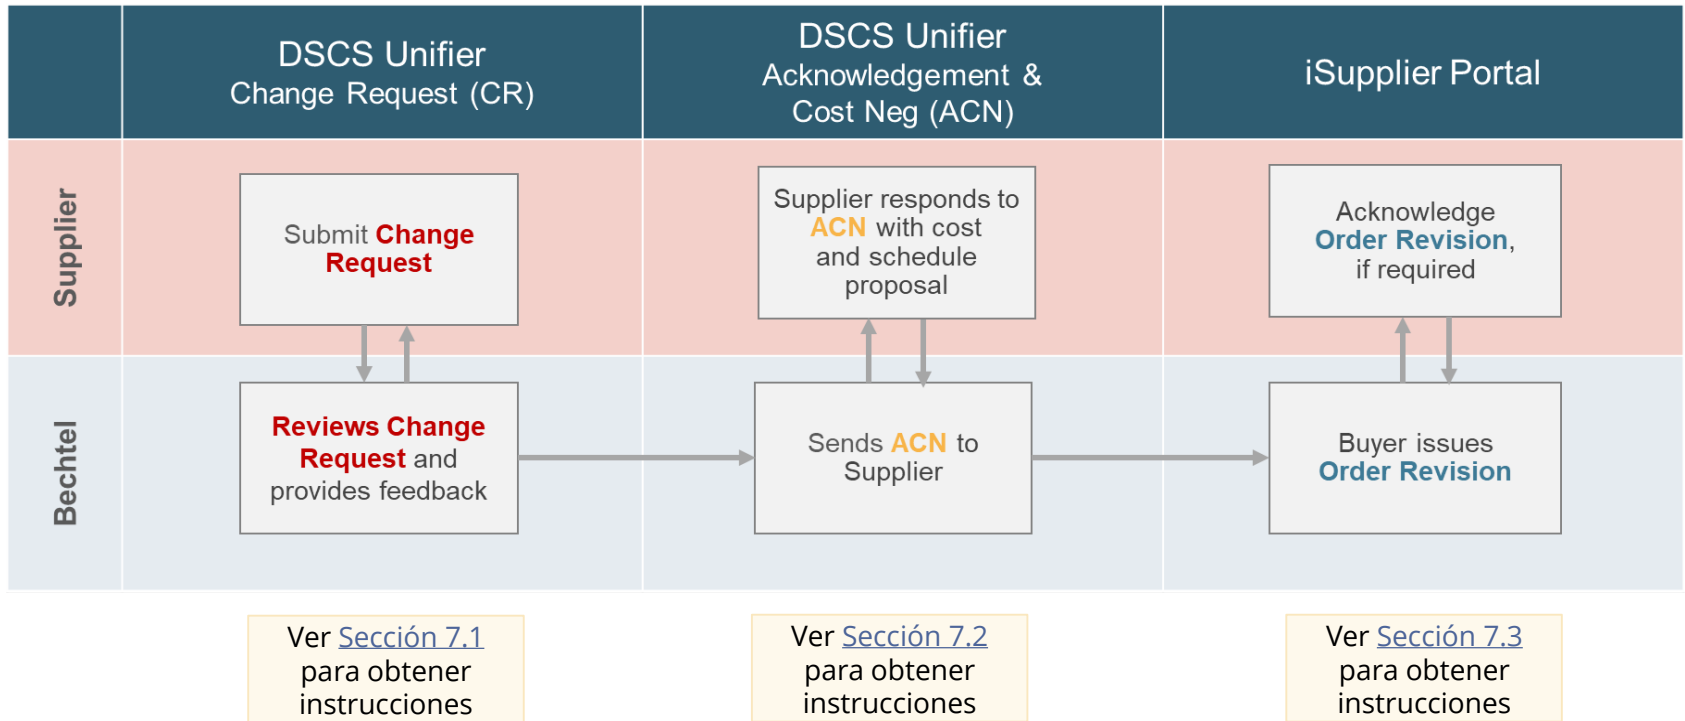 DSCS Unifier
Change Request (CR)
DSCS Unifier
Acknowledgement &
Cost Neg (ACN)
iSupplier Portal
Supplier
Submit Change
Request
Supplier responds to
ACN with cost
and schedule
proposal
Acknowledge
Order Revision,
if required
Bechtel
Reviews Change
Request and
provides feedback
Sends ACN to
Supplier
Buyer issues
Order Revision
Ver Sección 7.1
para obtener
instrucciones
Ver Sección 7.2
para obtener
instrucciones
Ver Sección 7.3
para obtener
instrucciones